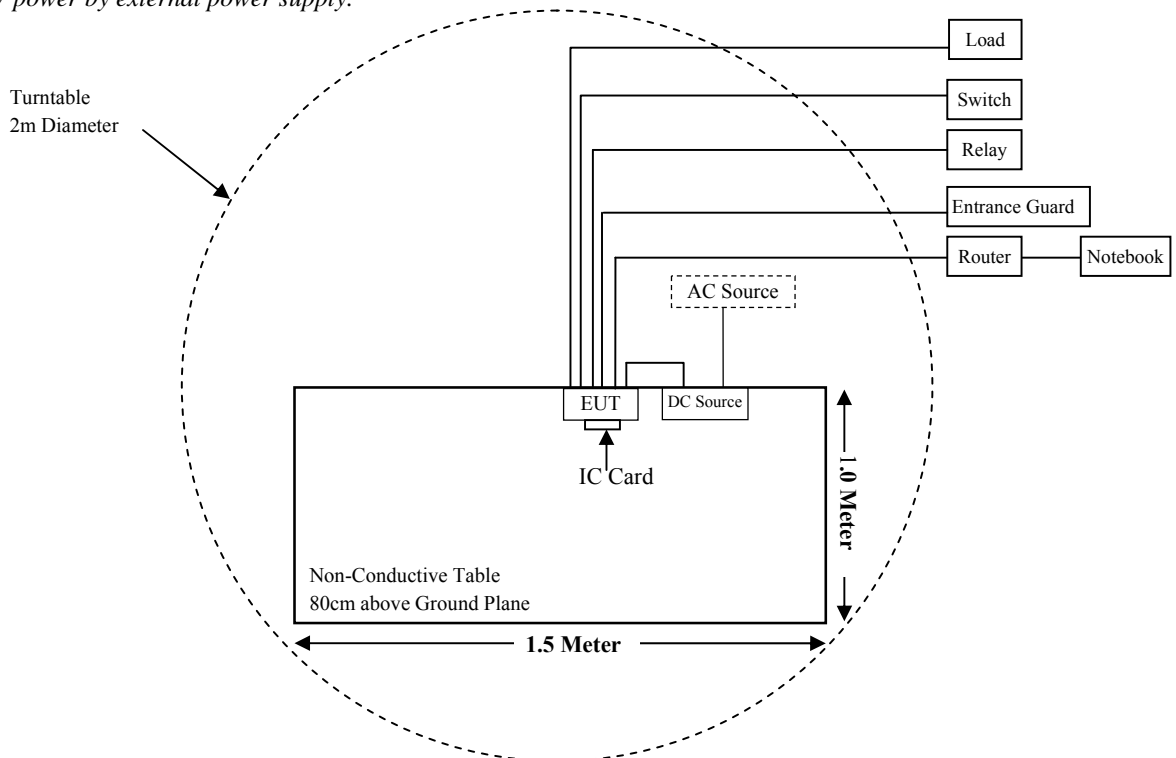 power by external power supply.
Load
Turntable
2m Diameter
Switch
Relay
Entrance Guard
Router
Notebook
AC Source
EUT
DC Source
IC Card
1.0 Meter
Non-Conductive Table
80cm above Ground Plane
1.5 Meter